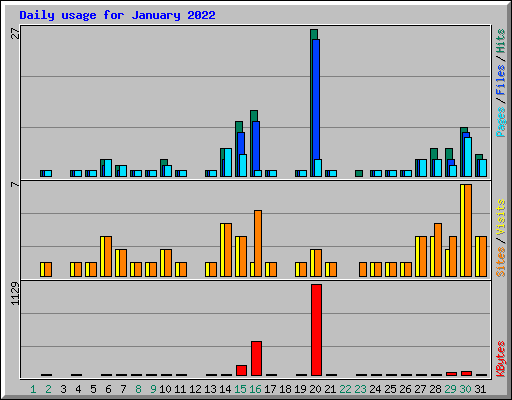 Daily usage for January 2022
27
Pages / Files / Hits
7
Sites / Visits
1129
KBytes
1 2 3 4 5 6 7 8 9 10 11 12 13 14 15 16 17 18 19 20 21 22 23 24 25 26 27 28 29 30 31